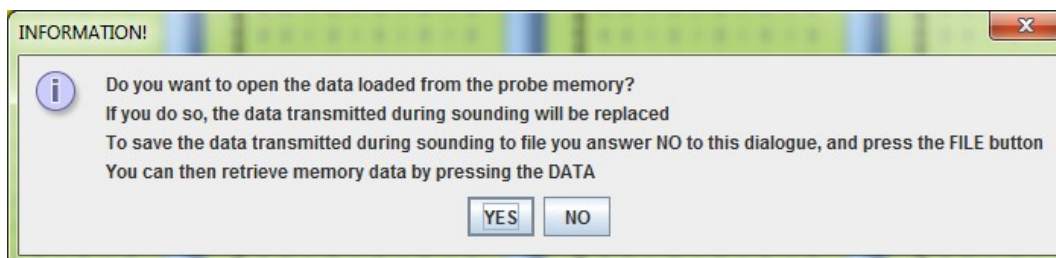 INFORMATION!
Do you want to open the data loaded from the probe memory?
If you do so, the data transmitted during sounding will be replaced
To save the data transmitted during sounding to file you answer NO to this dialogue, and press the FILE button
You can then retrieve memory data by pressing the DATA
YES NO